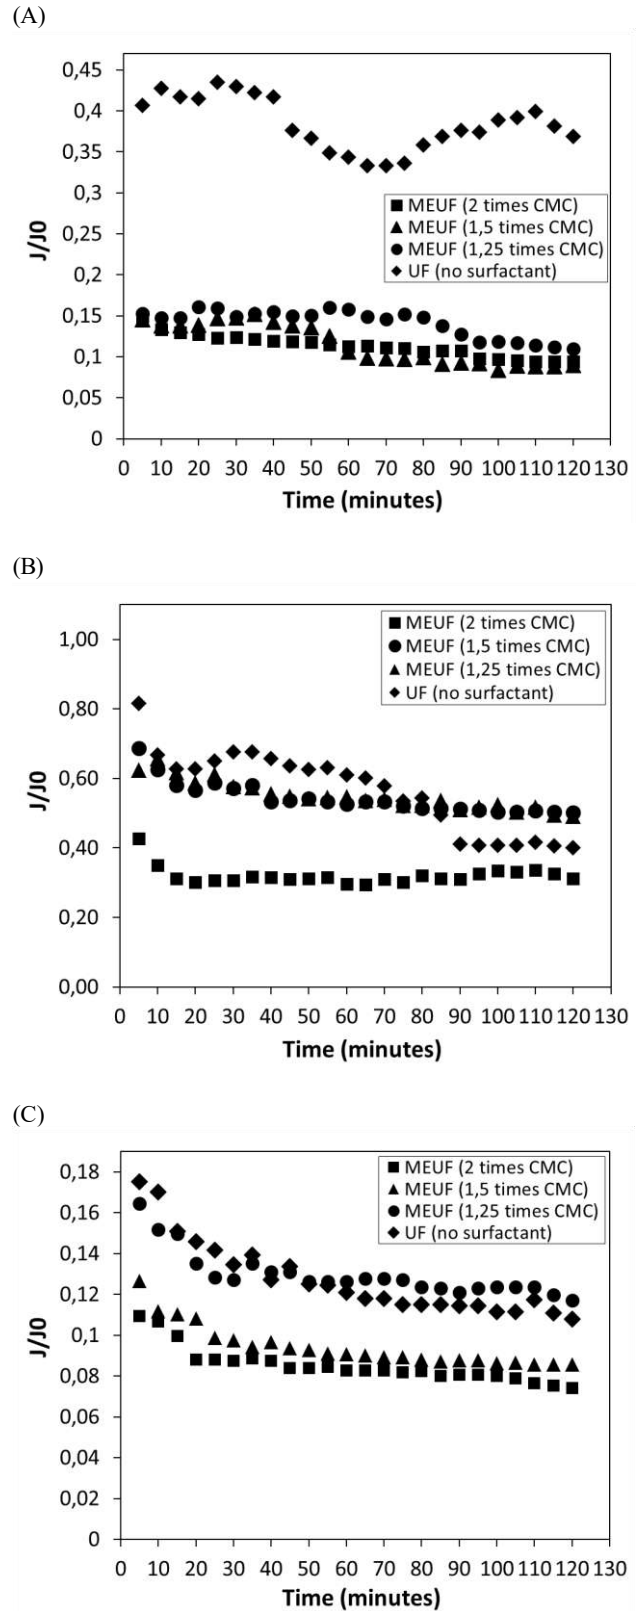 (A)
0,45
0,4
0,35
0,3
0,25
0,2
0,15
0,1
0,05
0
J/J0
MEUF (2 times CMC)
MEUF (1,5 times CMC)
MEUF (1,25 times CMC)
UF (no surfactant)
0 10 20 30 40 50 60 70 80 90 100 110 120 130
Time (minutes)
(B)
1,00
0,80
0,60
0,40
0,20
0,00
J/J0
MEUF (2 times CMC)
MEUF (1,5 times CMC)
MEUF (1,25 times CMC)
UF (no surfactant)
0 10 20 30 40 50 60 70 80 90 100 110 120 130
Time (minutes)
(C)
0,18
0,16
0,14
0,12
0,1
0,08
0,06
0,04
0,02
0
J/J0
MEUF (2 times CMC)
MEUF (1,5 times CMC)
MEUF (1,25 times CMC)
UF (no surfactant)
0 10 20 30 40 50 60 70 80 90 100 110 120 130
Time (minutes)